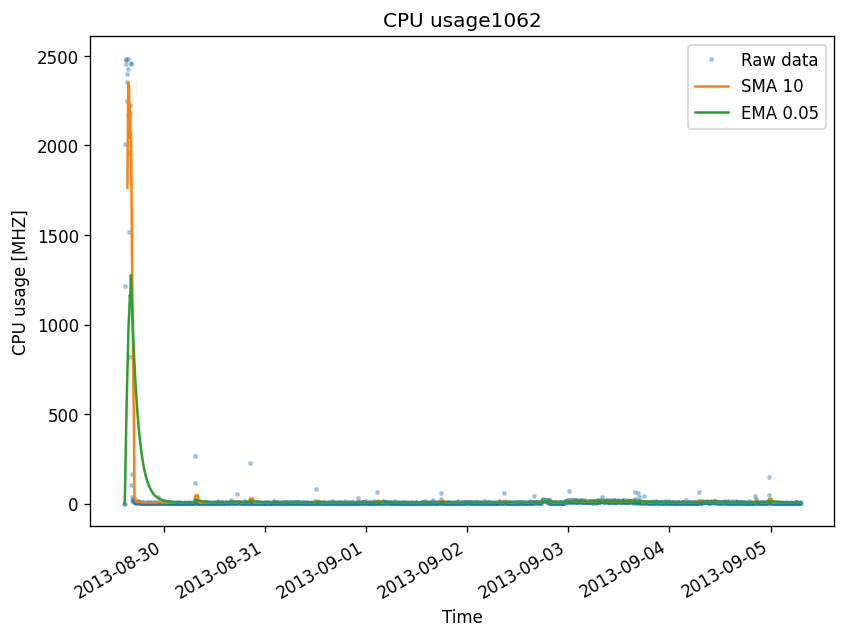 CPU usage1062
CPU usage [MHZ]
2500
2000
1500
1000
500
0
Raw data
SMA 10
EMA 0.05
2013-08-30
2013-08-31
2013-09-01
2013-09-02
2013-09-03
2013-09-04
2013-09-05
Time